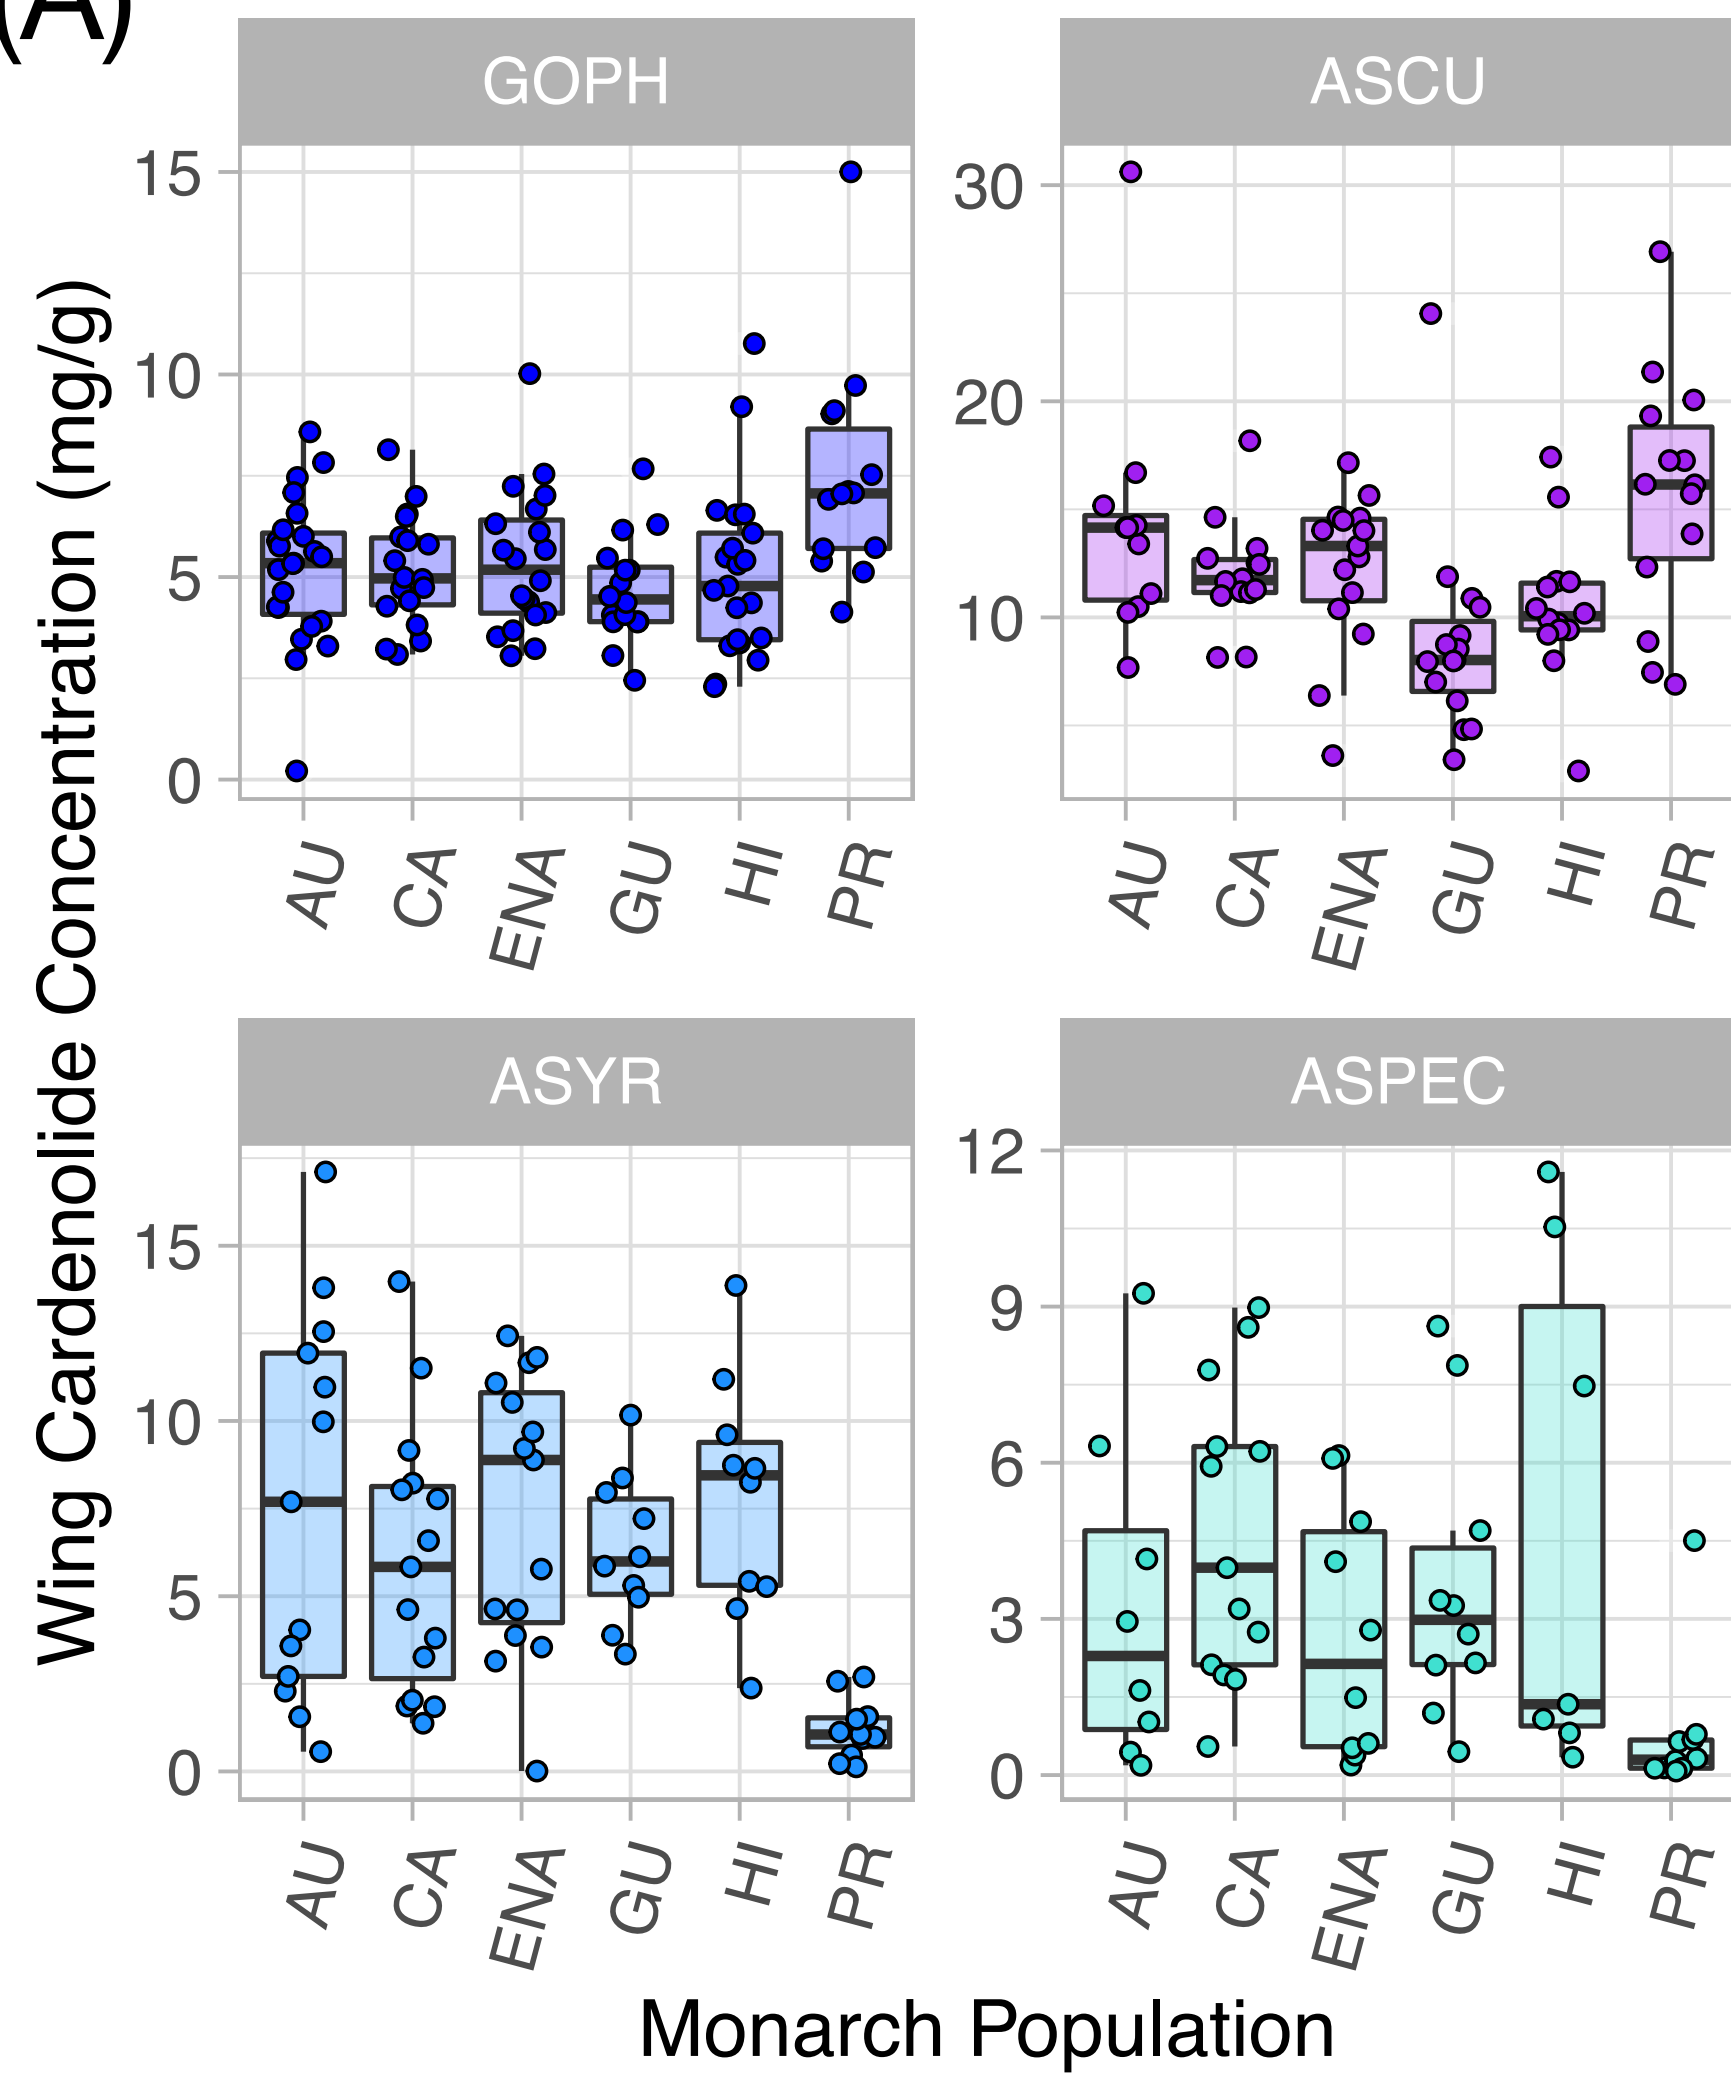 (A)
GOPH
ASCU
15
10
5
0
30
20
10
AU CA ENA GU HI PR
AU CA ENA GU HI PR
Wing Cardenolide Concentration (mg/g)
ASYR
ASPEC
15
10
5
0
12
9
6
3
0
AU CA ENA GU HI PR
AU CA ENA GU HI PR
Monarch Population